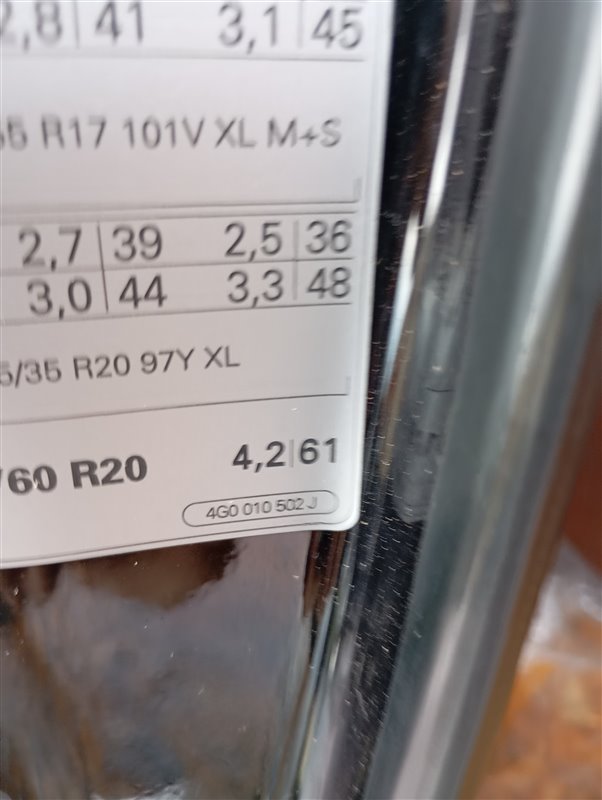 2,8 41 3,1 45
55 R17 101V XL M+S
2,7 39 2,5 36
3,0 44 3,3 48
5/35 R20 97Y XL
/60 R20 4,2 61
4G0 010 502 J